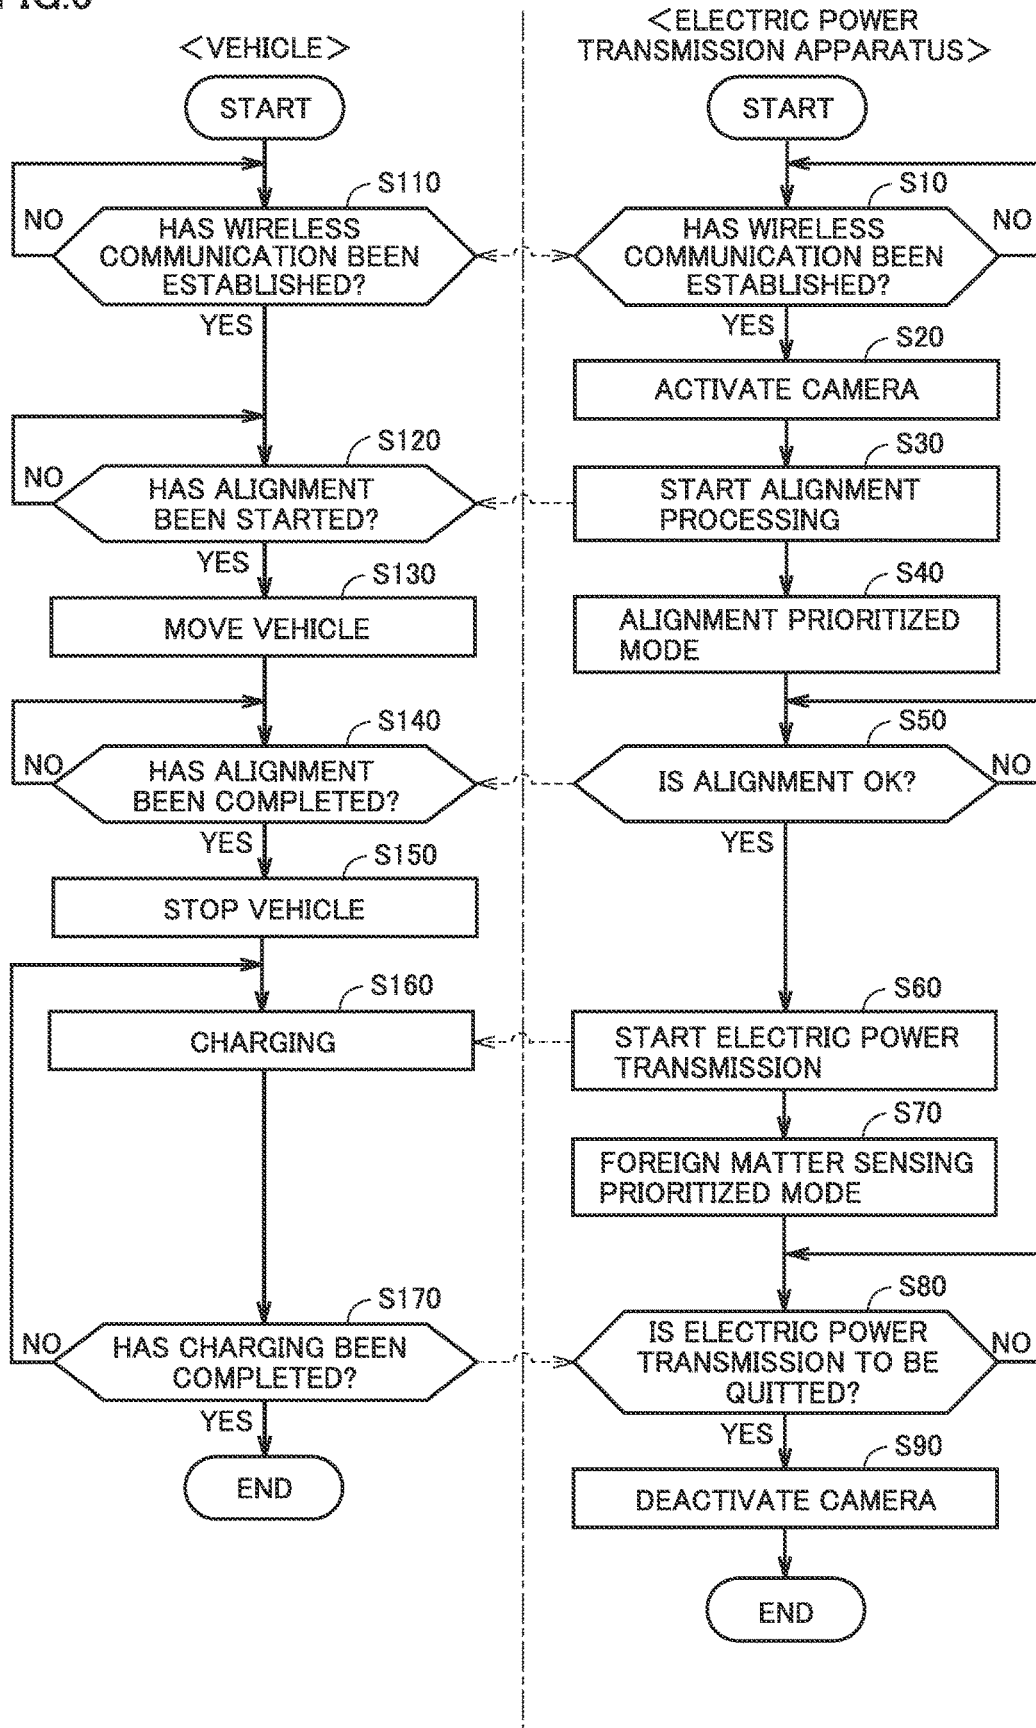 <VEHICLE>
START
S110
NO
HAS WIRELESS
COMMUNICATION BEEN
ESTABLISHED?
YES
S120
NO
HAS ALIGNMENT
BEEN STARTED?
YES
S130
MOVE VEHICLE
S140
NO
HAS ALIGNMENT
BEEN COMPLETED?
YES
S150
STOP VEHICLE
S160
CHARGING
S170
NO
HAS CHARGING BEEN
COMPLETED?
YES
END
<ELECTRIC POWER
TRANSMISSION APPARATUS>
START
S10
NO
HAS WIRELESS
COMMUNICATION BEEN
ESTABLISHED?
YES
S20
ACTIVATE CAMERA
S30
START ALIGNMENT
PROCESSING
S40
ALIGNMENT PRIORITIZED
MODE
S50
IS ALIGNMENT OK?
NO
YES
S60
START ELECTRIC POWER
TRANSMISSION
S70
FOREIGN MATTER SENSING
PRIORITIZED MODE
S80
IS ELECTRIC POWER
TRANSMISSION TO BE
QUITTED?
NO
YES
S90
DEACTIVATE CAMERA
END